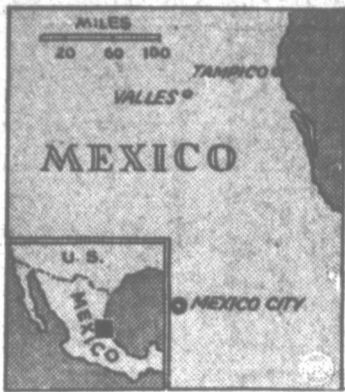 MILES
20 60 100
TAMPICO
VALLES
MEXICO
U. S.
MEXICO
MEXICO CITY